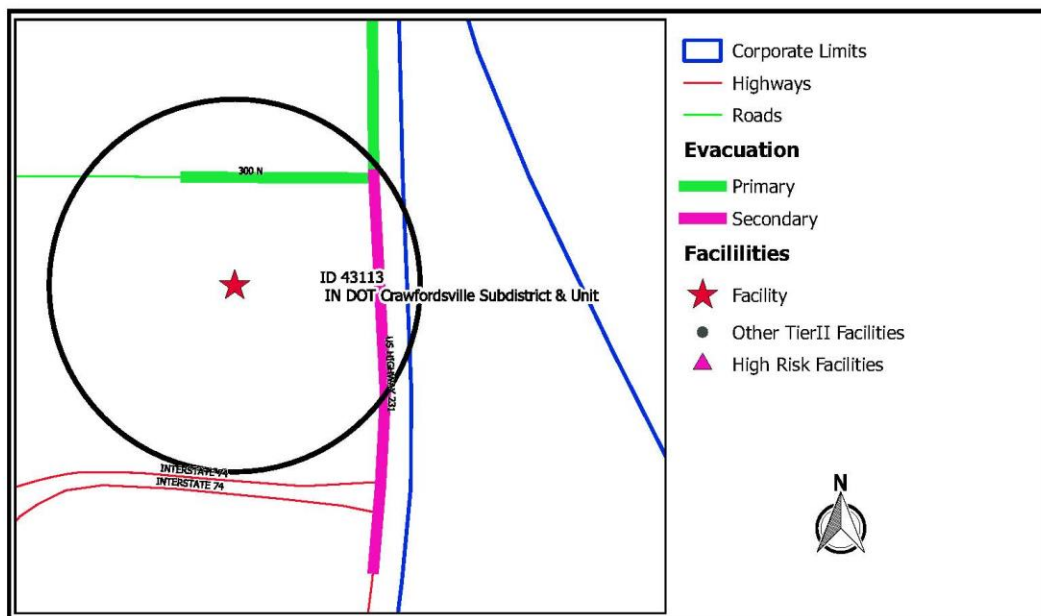 300 N
ID 43113
IN DOT Crawfordsville Subdistrict & Unit
US HIGHWAY 231
INTERSTATE 74
INTERSTATE 74
Corporate Limits
Highways
Roads
Evacuation
Primary
Secondary
Facililities
Facility
Other TierII Facilities
High Risk Facilities
N